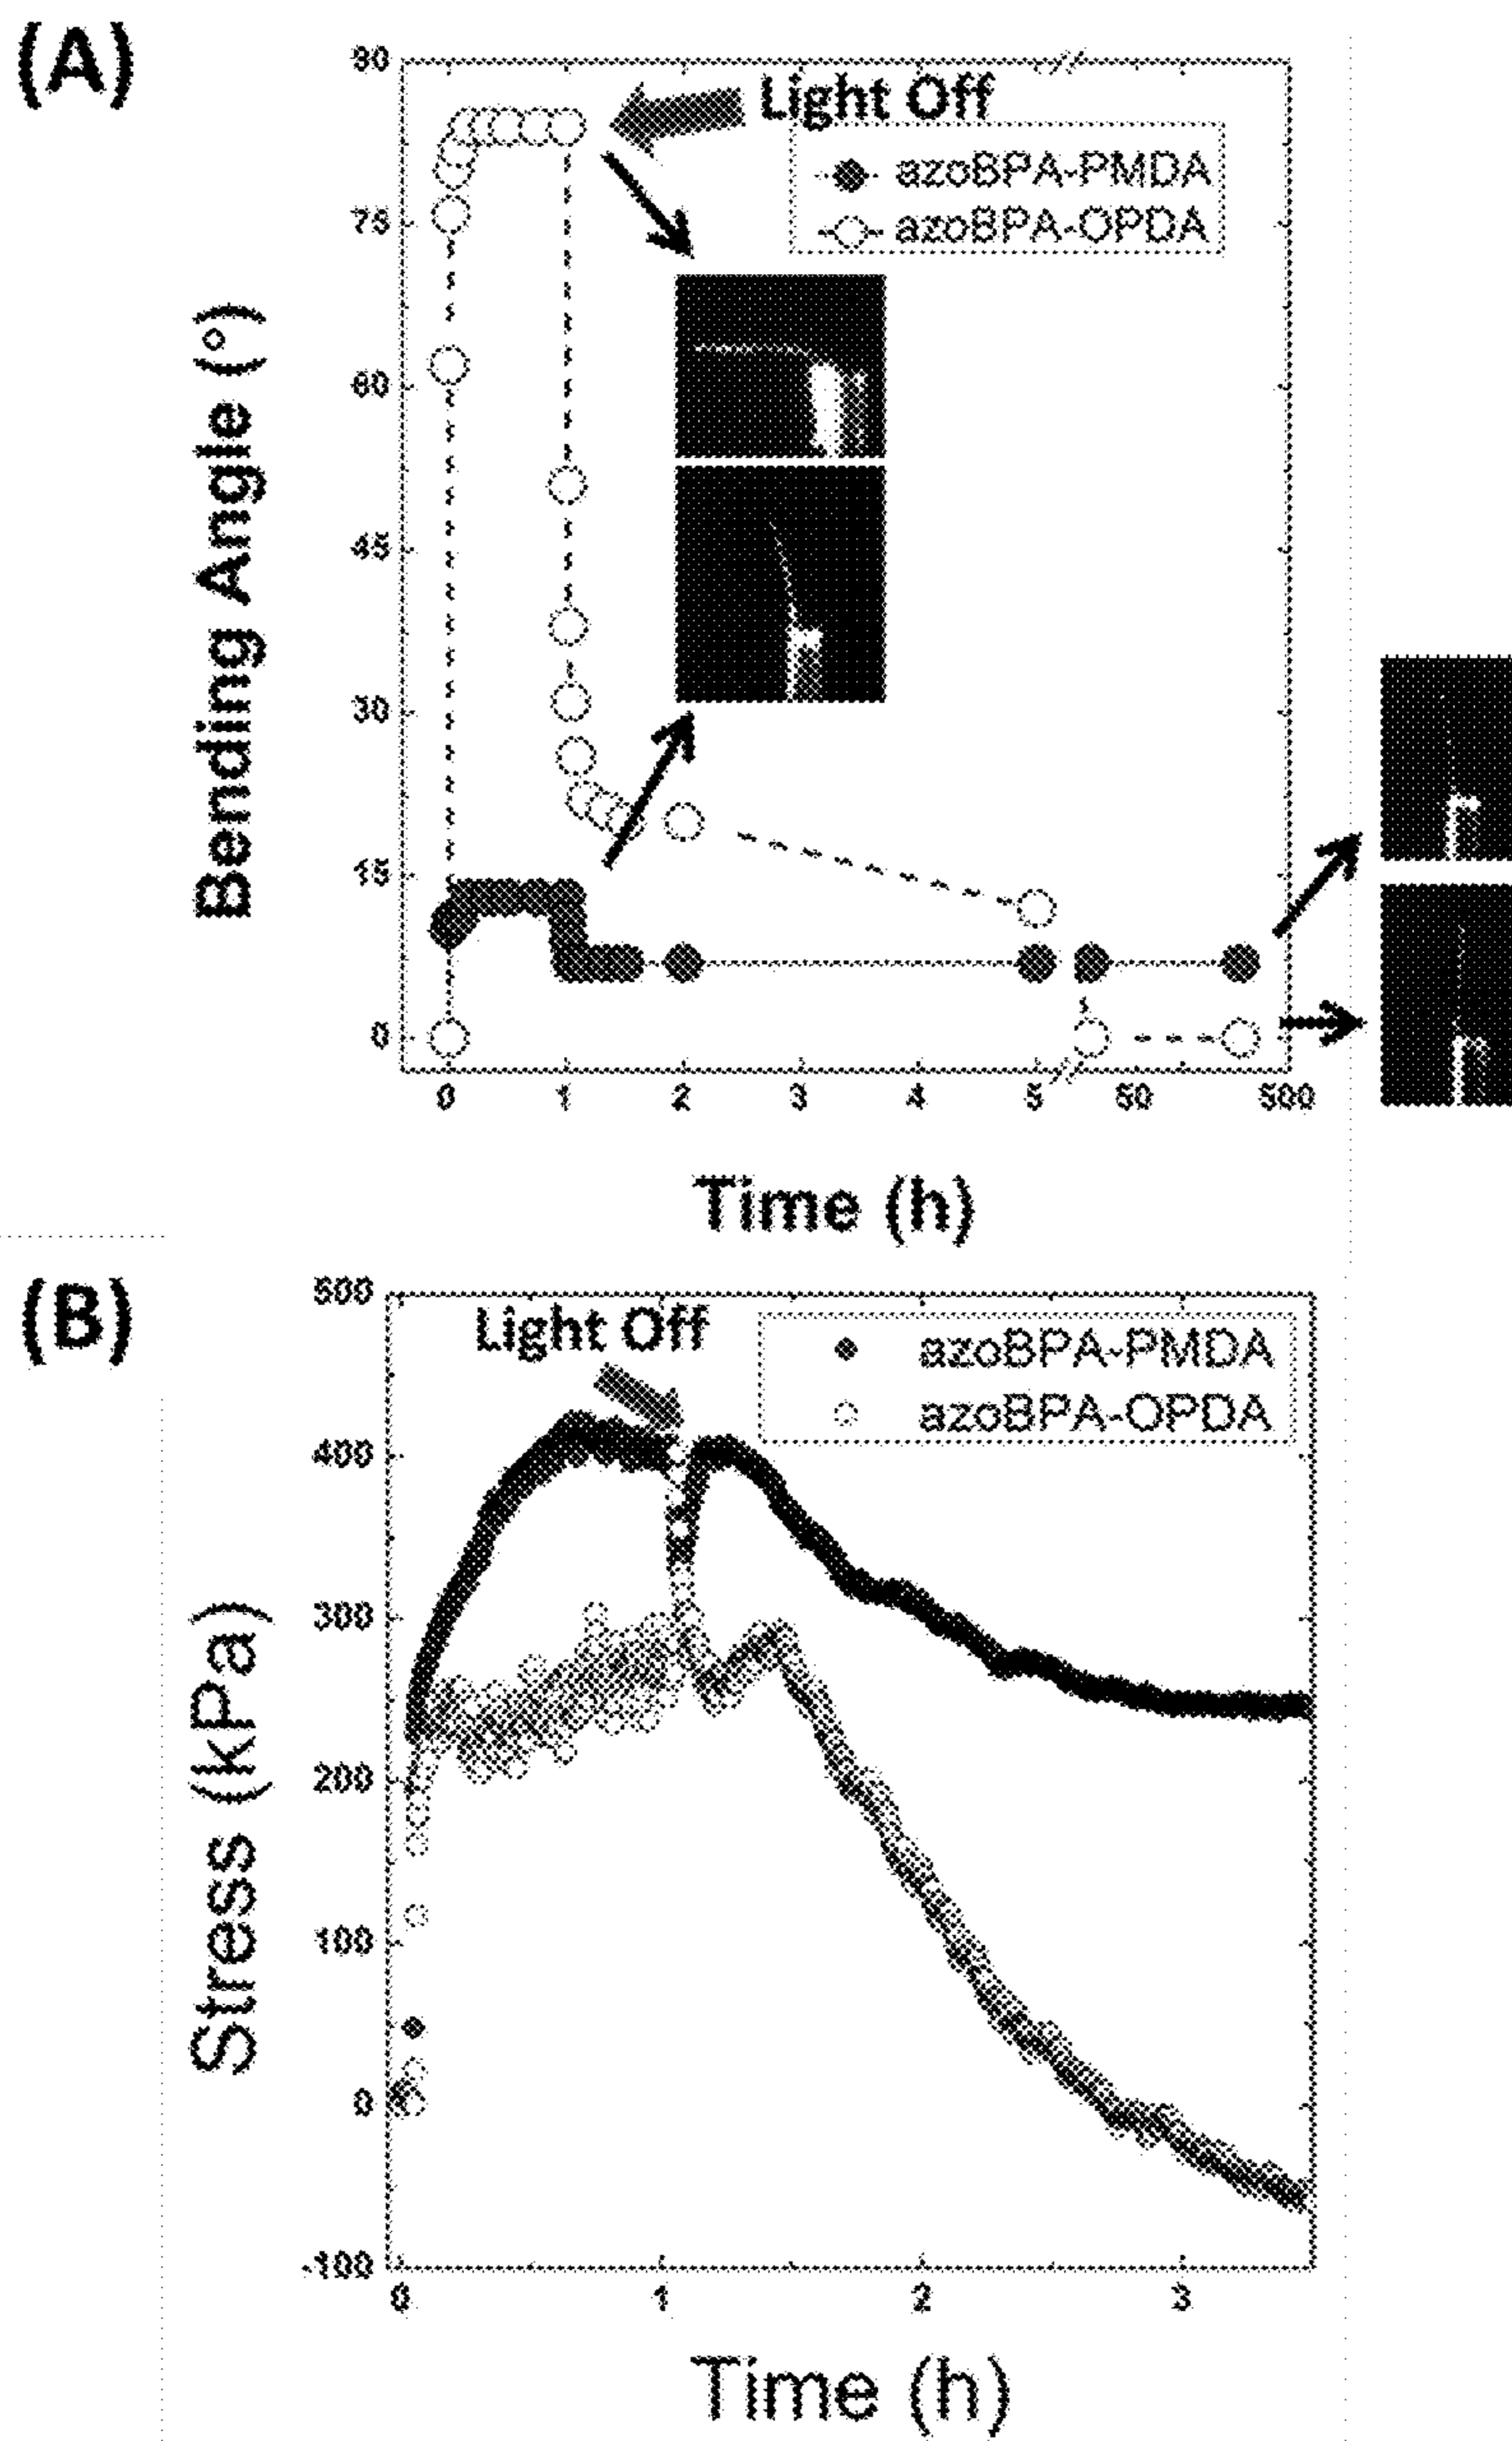 (A)
90
Light Off
azoBPA-PMDA
azoBPA-OPDA
75
60
45
30
15
0
Bending Angle (°)
0 1 2 3 4 5 50 500
Time (h)
(B)
500
Light Off
azoBPA-PMDA
azoBPA-OPDA
400
300
200
100
0
-100
Stress (kPa)
0 1 2 3
Time (h)